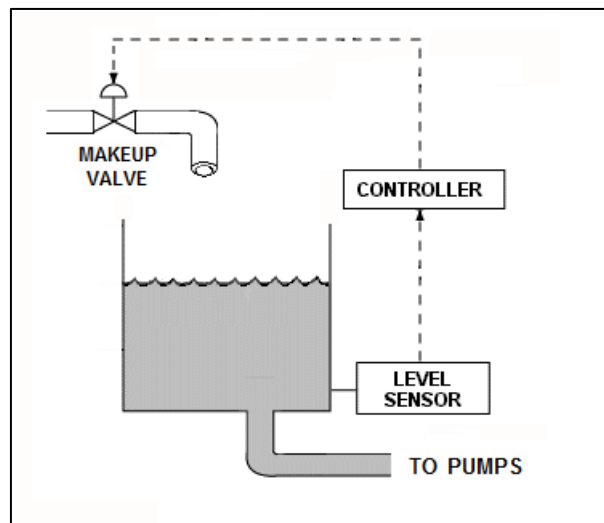 MAKEUP
VALVE
CONTROLLER
LEVEL
SENSOR
TO PUMPS